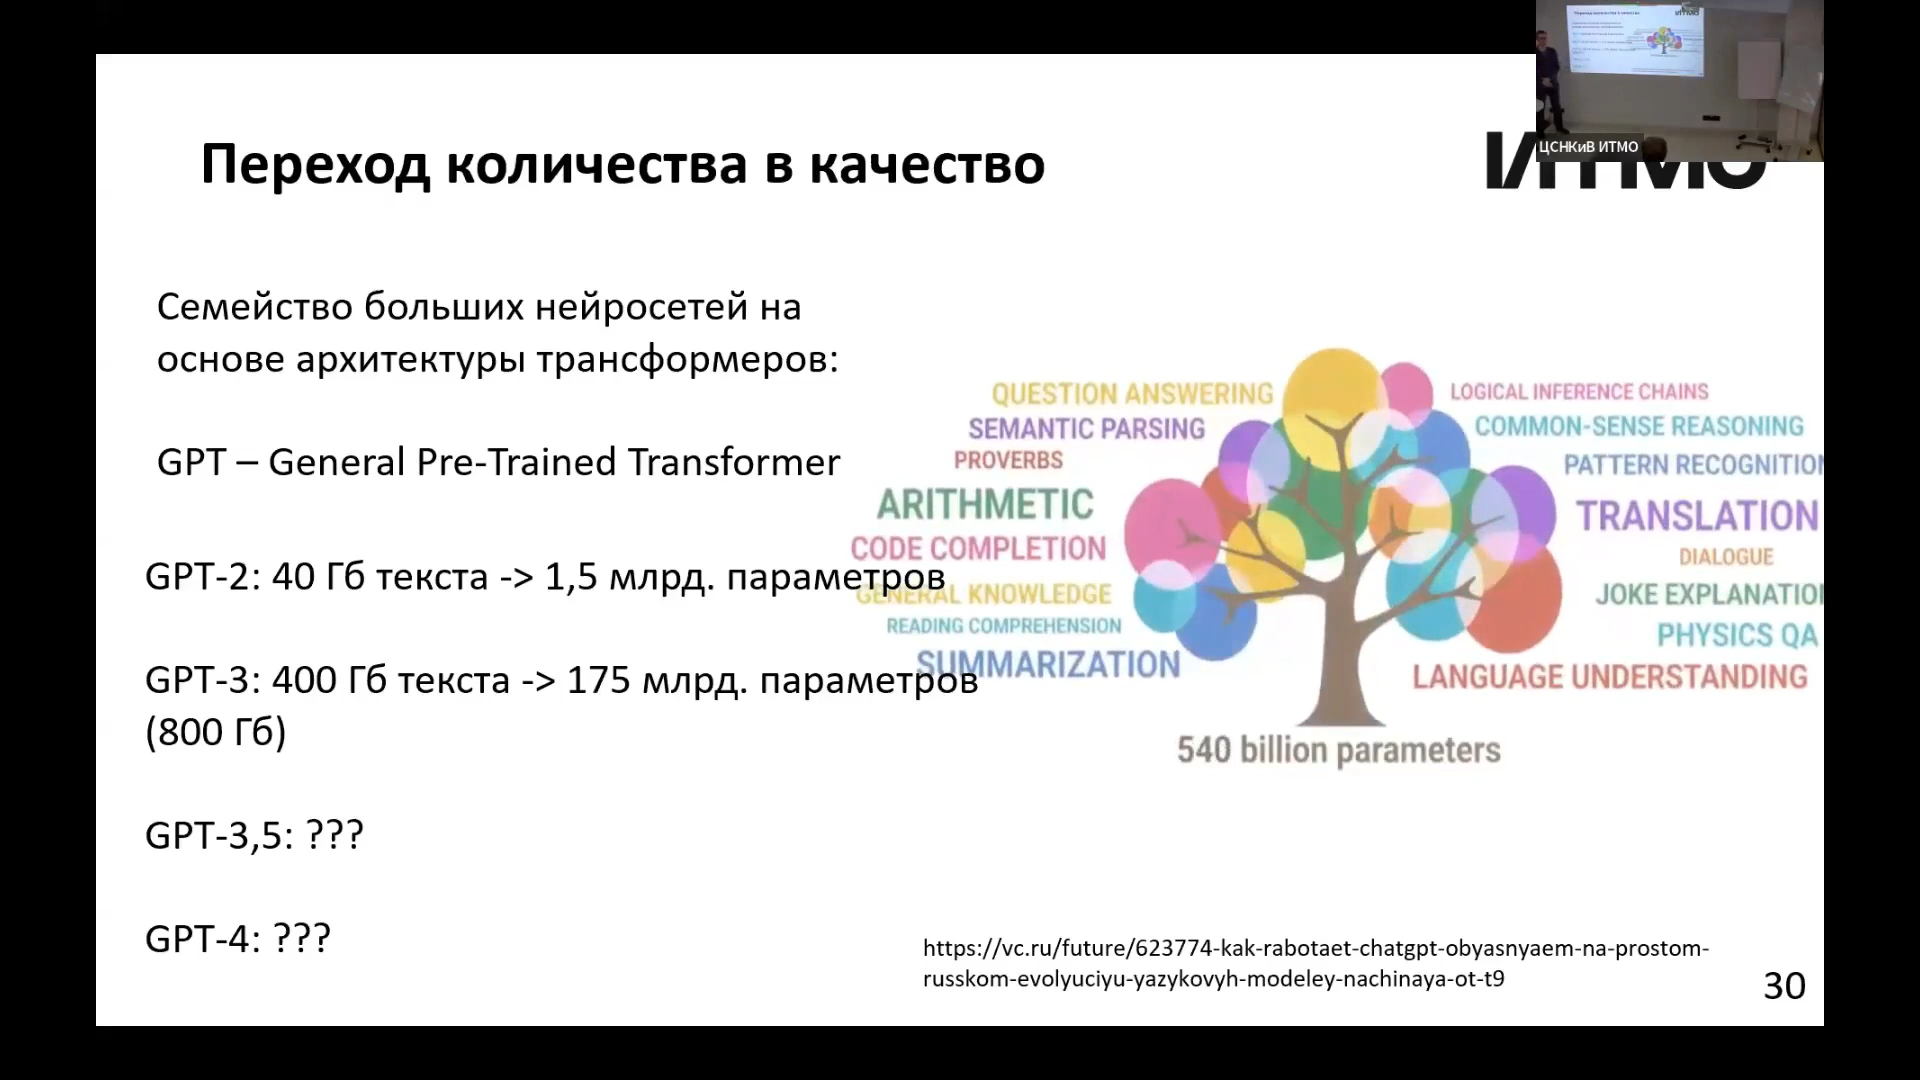 Переход количества в качество
ИТМО
ЦСНКиВ ИТМО
Семейство больших нейросетей на
основе архитектуры трансформеров:
GPT – General Pre-Trained Transformer
GPT-2: 40 Гб текста -> 1,5 млрд. параметров
GPT-3: 400 Гб текста -> 175 млрд. параметров
(800 Гб)
GPT-3,5: ???
GPT-4: ???
QUESTION ANSWERING
SEMANTIC PARSING
PROVERBS
ARITHMETIC
CODE COMPLETION
GENERAL KNOWLEDGE
READING COMPREHENSION
SUMMARIZATION
LOGICAL INFERENCE CHAINS
COMMON-SENSE REASONING
PATTERN RECOGNITION
TRANSLATION
DIALOGUE
JOKE EXPLANATION
PHYSICS QA
LANGUAGE UNDERSTANDING
540 billion parameters
https://vc.ru/future/623774-kak-rabotaet-chatgpt-obyasnyaem-na-prostom-
russkom-evolyuciyu-yazykovyh-modeley-nachinaya-ot-t9
30